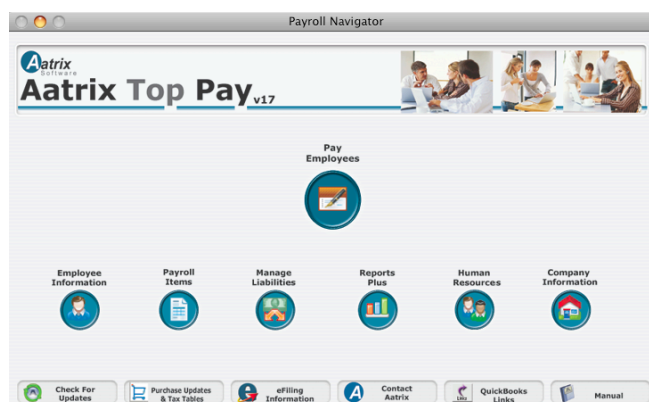 Payroll Navigator
Aatrix
Software
Aatrix Top Pay v17
Pay
Employees
Employee
Information
Payroll
Items
Manage
Liabilities
Reports
Plus
Human
Resources
Company
Information
Check For
Updates
Purchase Updates
& Tax Tables
eFiling
Information
Contact
Aatrix
Links
QuickBooks
Links
Manual